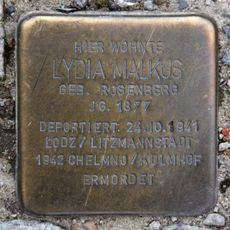 HIER WOHNTE
LYDIA MALKUS
GEB. ROSENBERG
JG. 1877
DEPORTIERT 24.10.1941
LODZ/LITZMANNSTADT
1942 CHELMNO/KULMHOF
ERMORDET